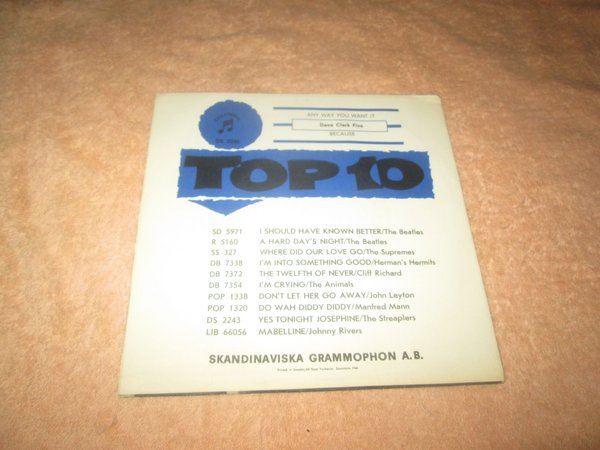 ANY WAY YOU WANT IT
Dave Clark Five
BECAUSE
TOP 10
SD 5971 I SHOULD HAVE KNOWN BETTER/The Beatles
R 5160 A HARD DAY'S NIGHT/The Beatles
SS 327 WHERE DID OUR LOVE GO/The Supremes
DB 7338 I'M INTO SOMETHING GOOD/Herman's Hermits
DB 7372 THE TWELFTH OF NEVER/Cliff Richard
DB 7354 I'M CRYING/The Animals
POP 1338 DON'T LET HER GO AWAY/John Leyton
POP 1320 DO WAH DIDDY DIDDY/Manfred Mann
DS 2243 YES TONIGHT JOSEPHINE/The Streaplers
LIB 66056 MABELLINE/Johnny Rivers
SKANDINAVISKA GRAMMOPHON A.B.